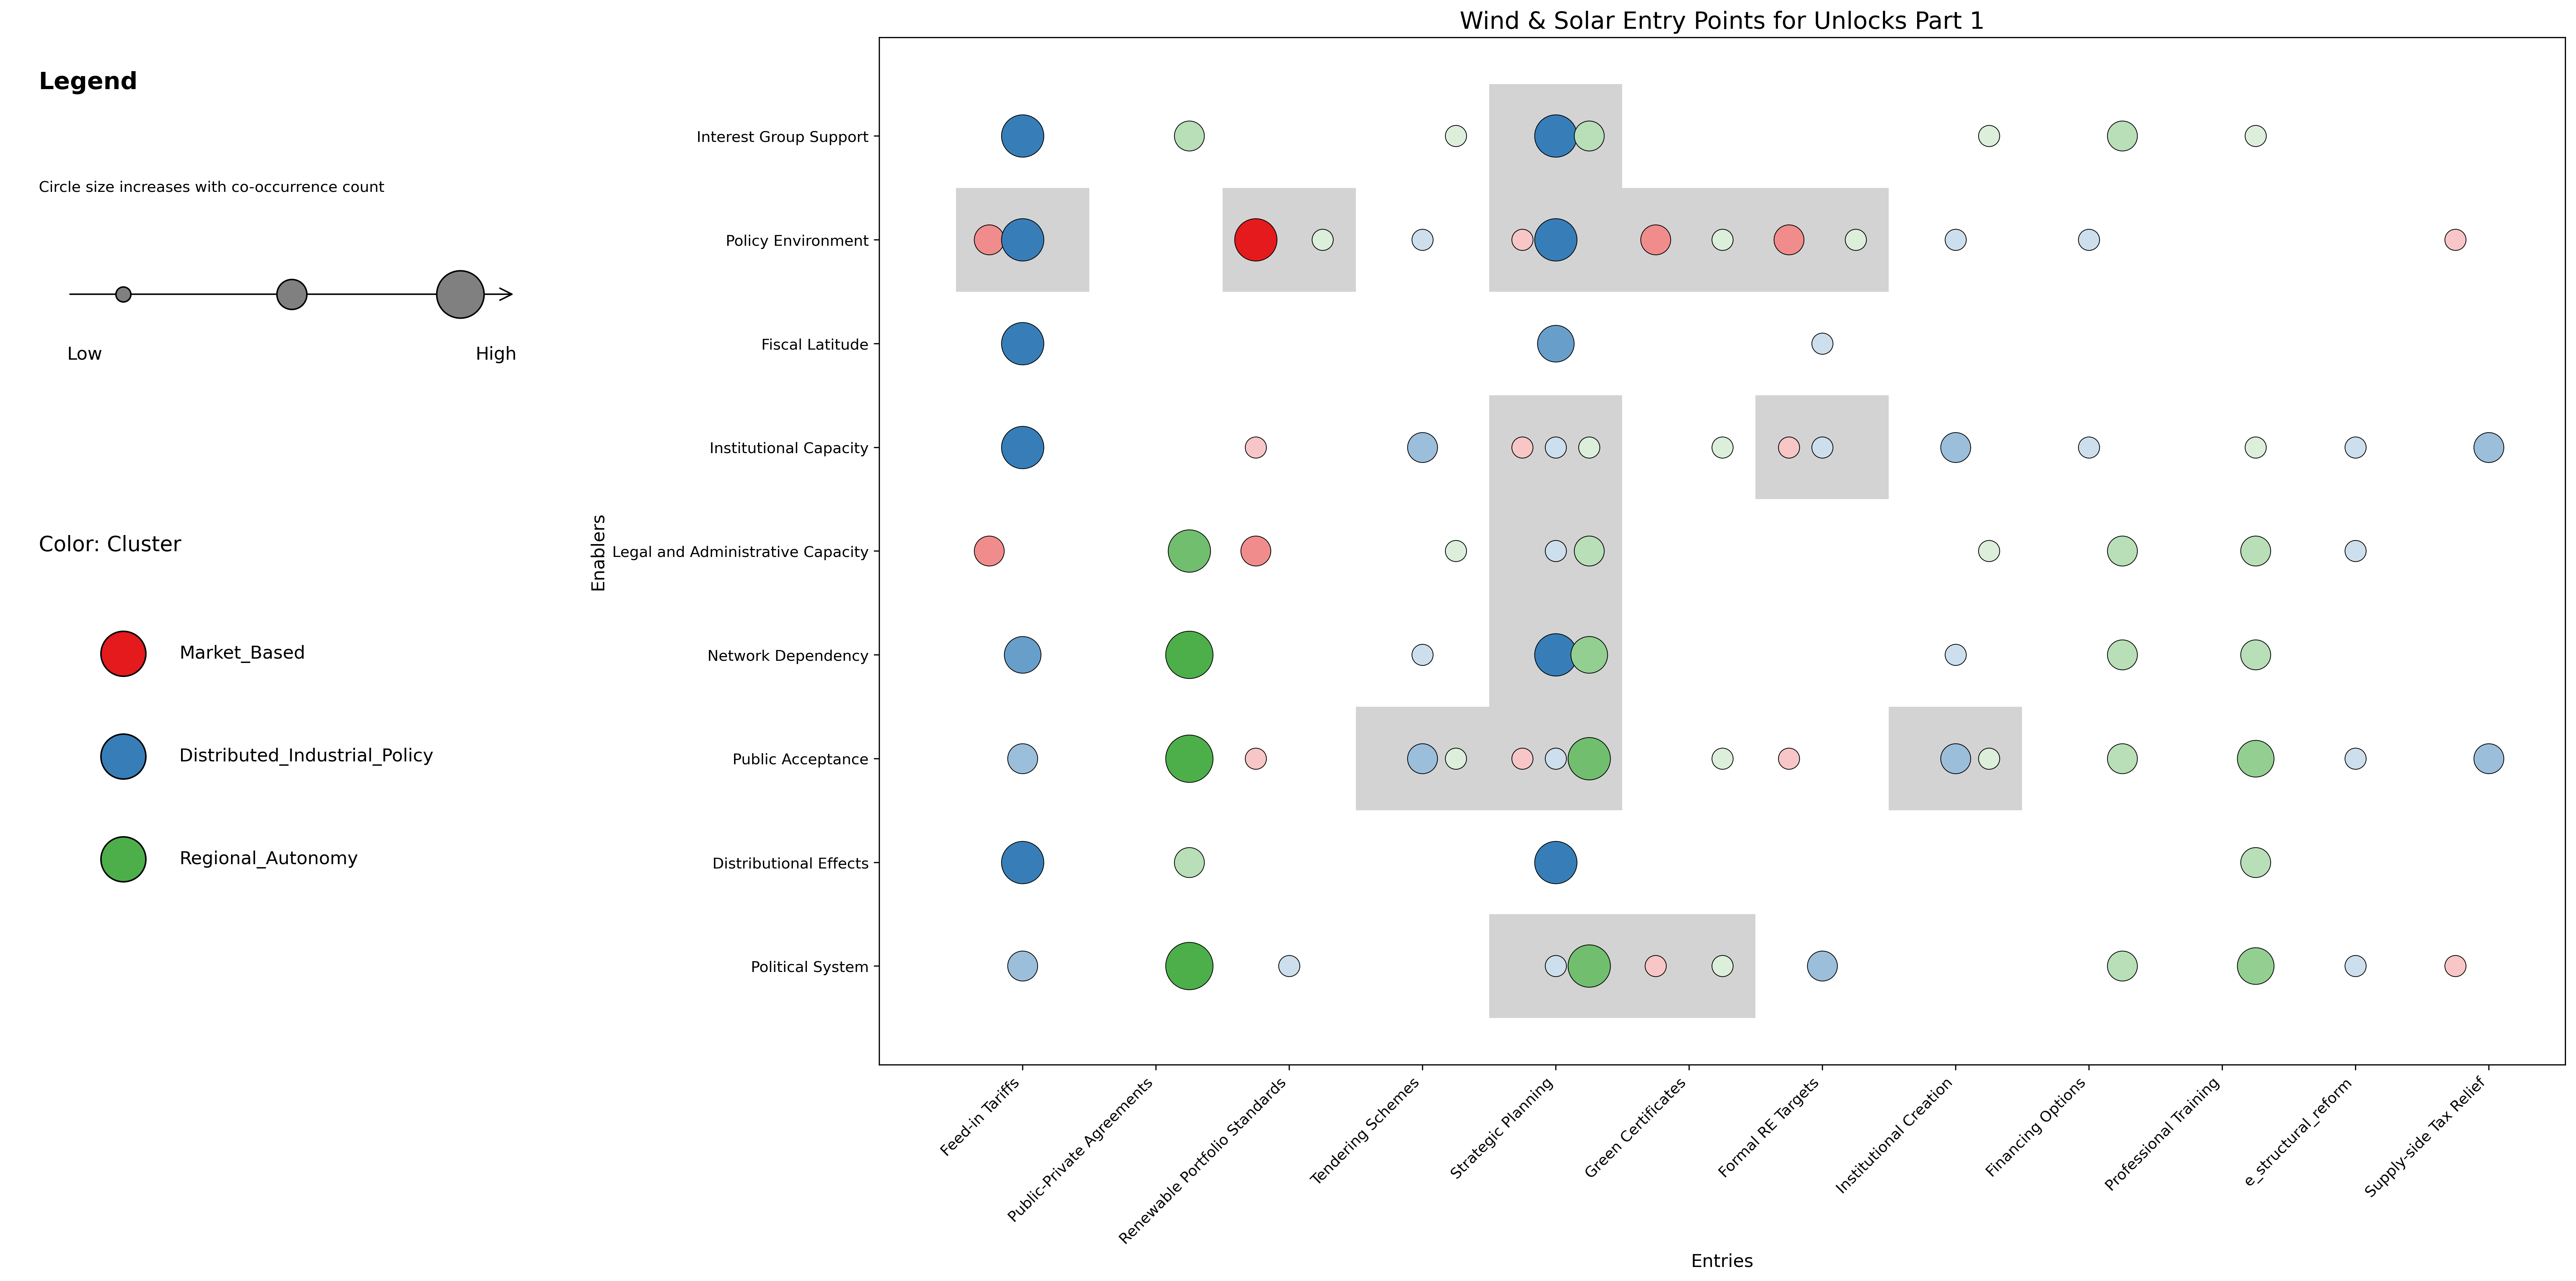 Wind & Solar Entry Points for Unlocks Part 1
Legend
Circle size increases with co-occurrence count
Low
High
Color: Cluster
Market_Based
Distributed_Industrial_Policy
Regional_Autonomy
Enablers
Interest Group Support
Policy Environment
Fiscal Latitude
Institutional Capacity
Legal and Administrative Capacity
Network Dependency
Public Acceptance
Distributional Effects
Political System
Feed-in Tariffs
Public-Private Agreements
Renewable Portfolio Standards
Tendering Schemes
Strategic Planning
Green Certificates
Formal RE Targets
Institutional Creation
Financing Options
Professional Training
e_structural_reform
Supply-side Tax Relief
Entries